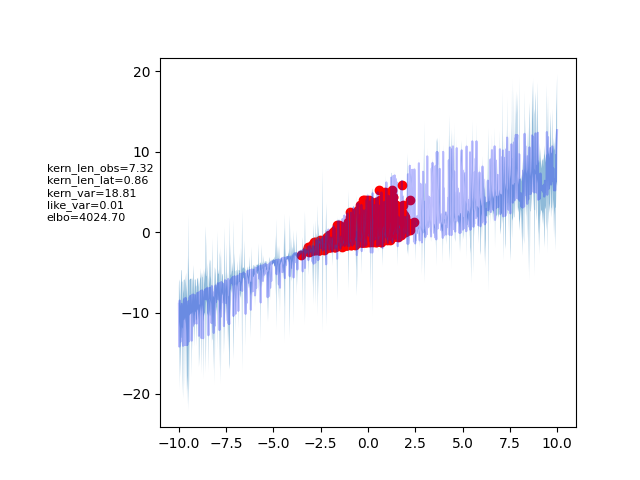 20
10
0
−10
−20
kern_len_obs=7.32
kern_len_lat=0.86
kern_var=18.81
like_var=0.01
elbo=4024.70
−10.0 −7.5 −5.0 −2.5 0.0 2.5 5.0 7.5 10.0